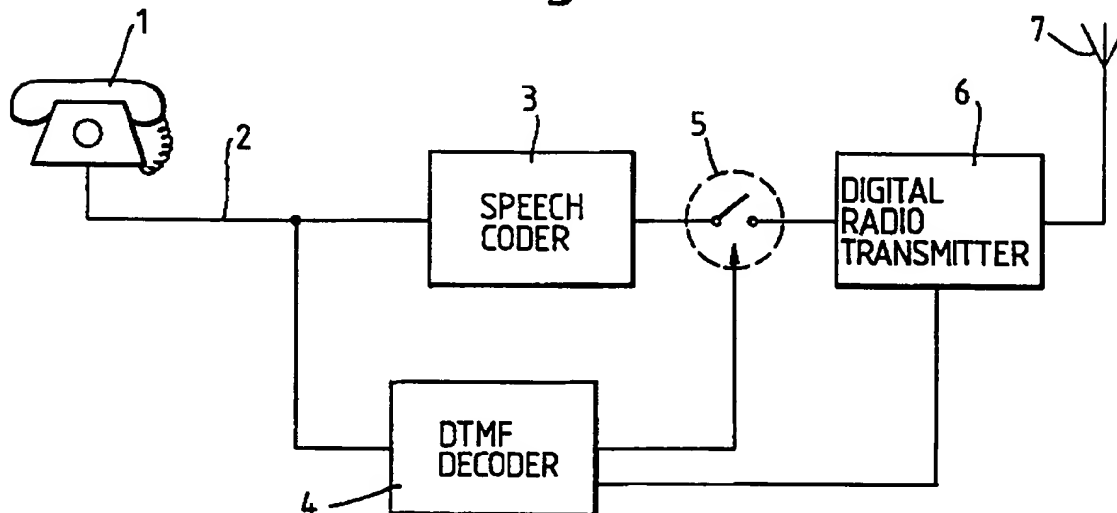 1
2
3
SPEECH
CODER
5
6
DIGITAL
RADIO
TRANSMITTER
7
DTMF
DECODER
4